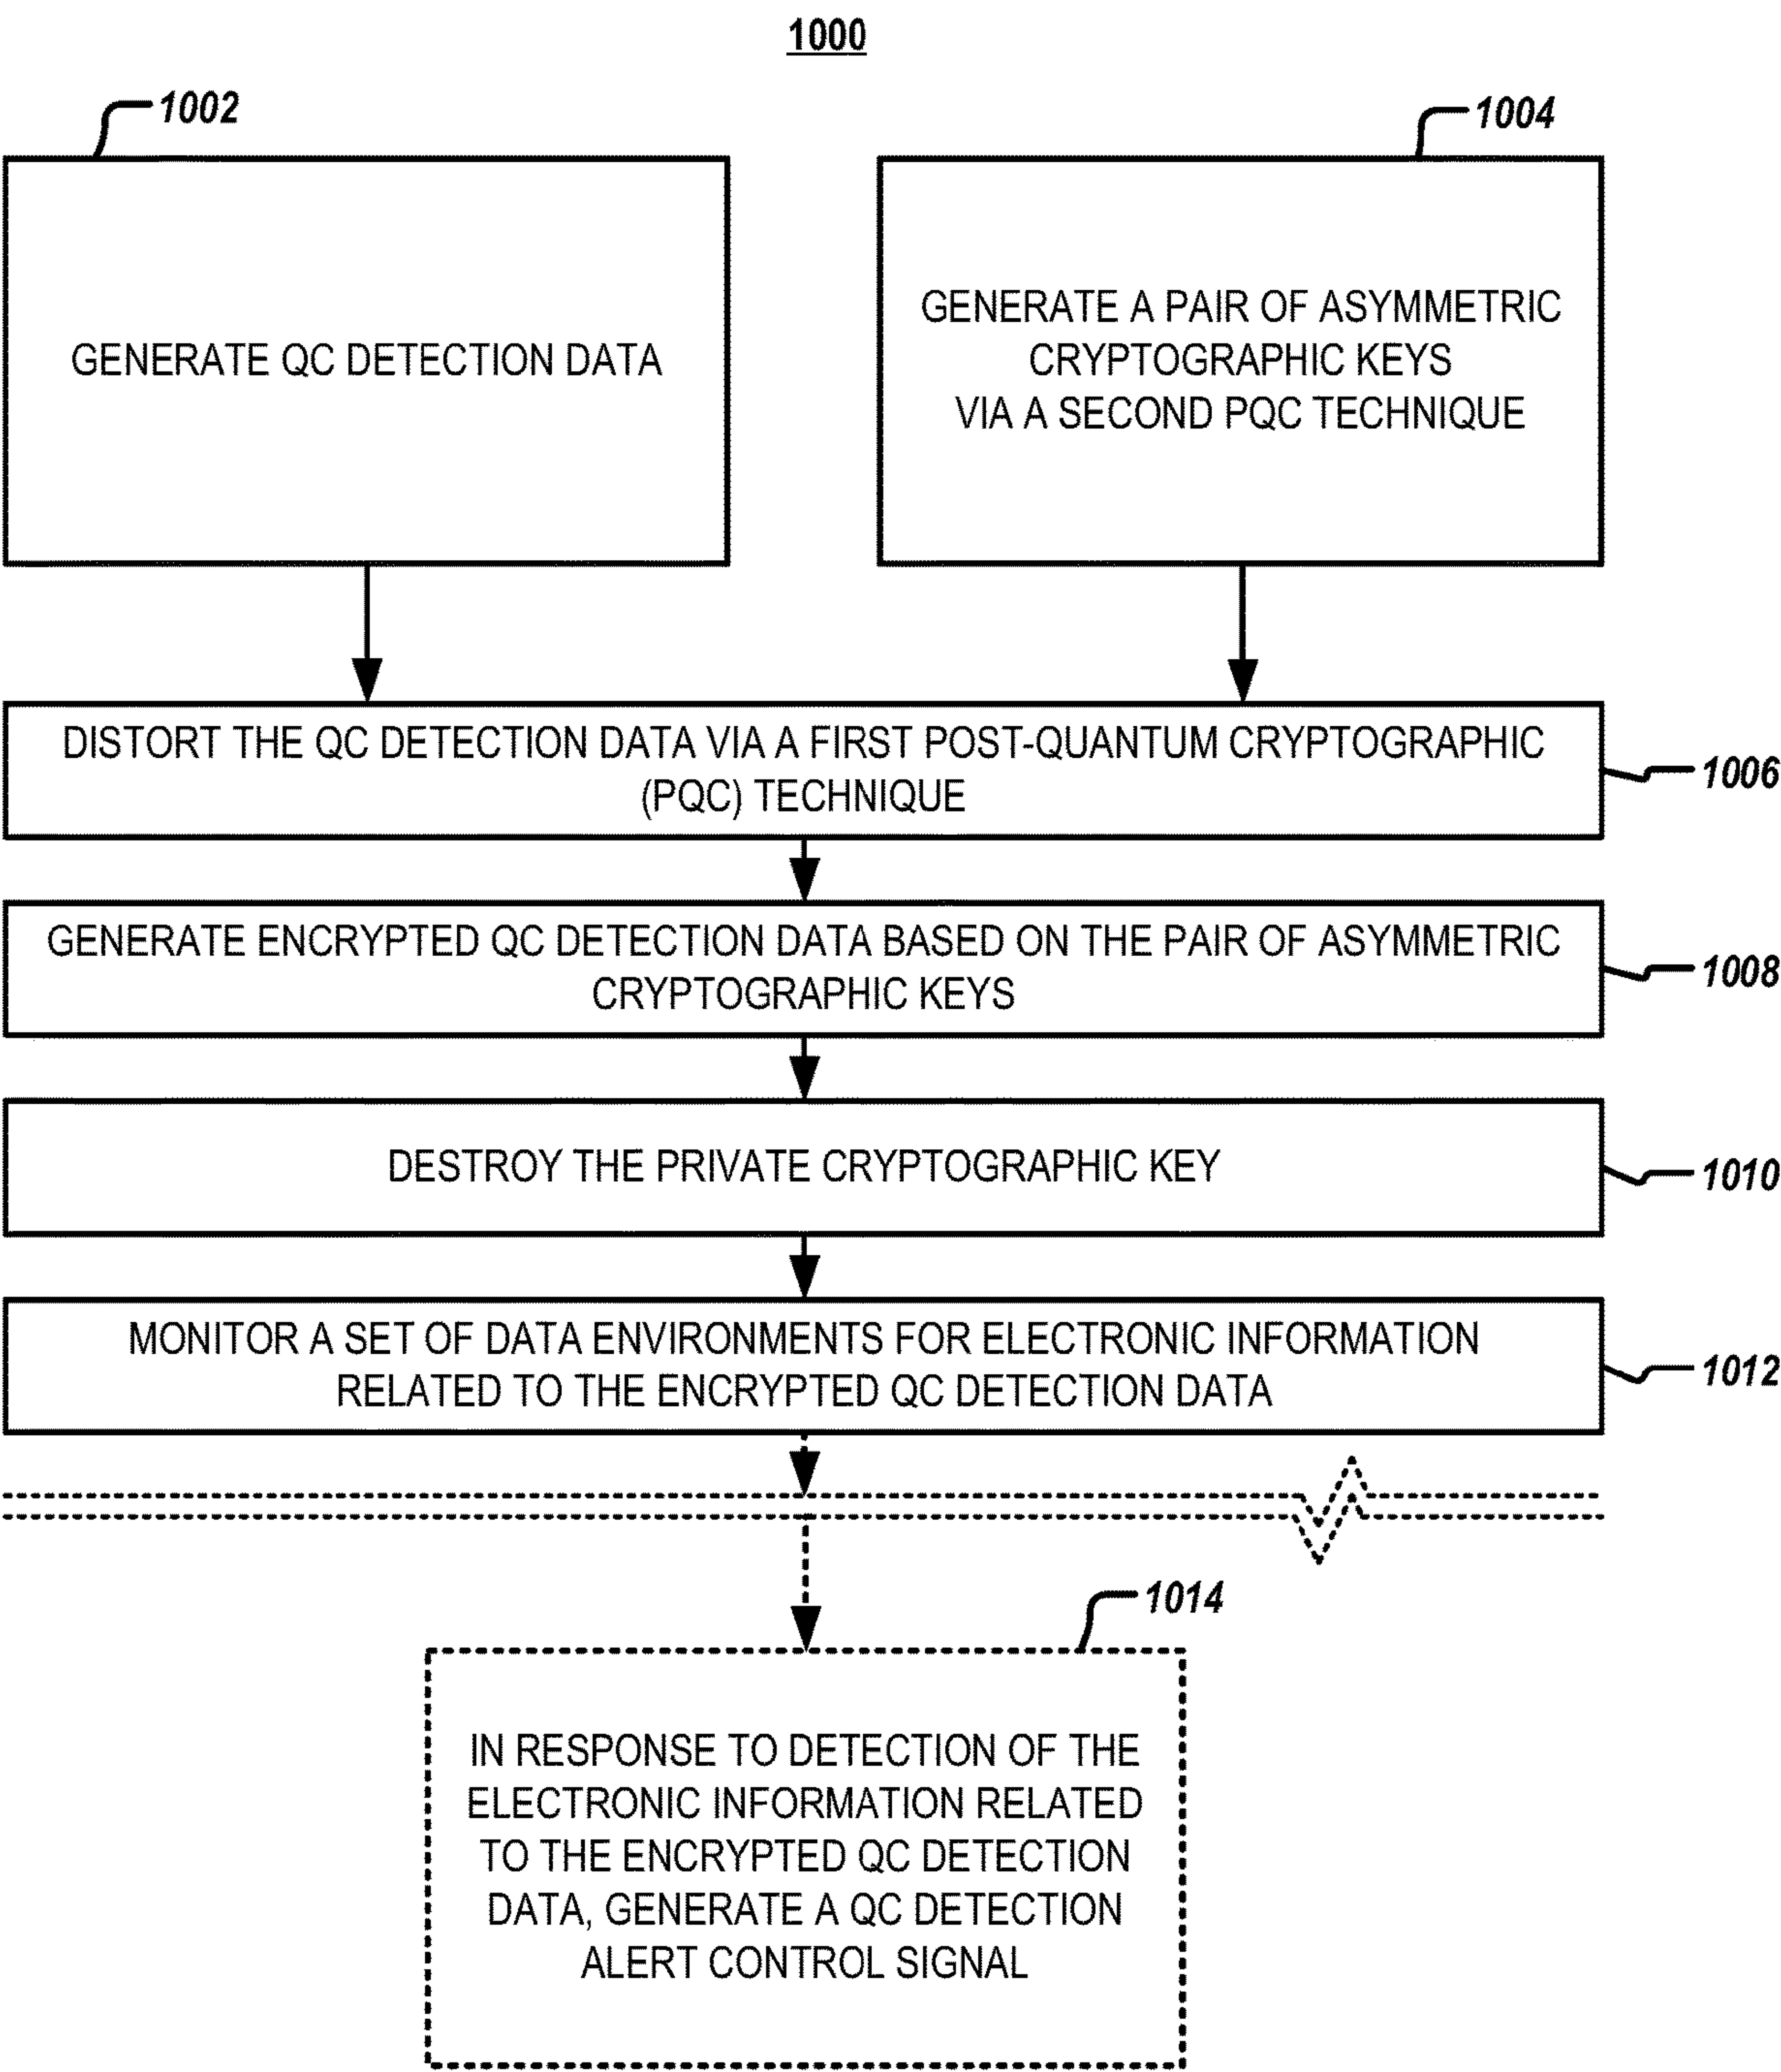 1000
1002
1004
GENERATE QC DETECTION DATA
GENERATE A PAIR OF ASYMMETRIC
CRYPTOGRAPHIC KEYS
VIA A SECOND PQC TECHNIQUE
DISTORT THE QC DETECTION DATA VIA A FIRST POST-QUANTUM CRYPTOGRAPHIC
(PQC) TECHNIQUE
1006
GENERATE ENCRYPTED QC DETECTION DATA BASED ON THE PAIR OF ASYMMETRIC
CRYPTOGRAPHIC KEYS
1008
DESTROY THE PRIVATE CRYPTOGRAPHIC KEY
1010
MONITOR A SET OF DATA ENVIRONMENTS FOR ELECTRONIC INFORMATION
RELATED TO THE ENCRYPTED QC DETECTION DATA
1012
1014
IN RESPONSE TO DETECTION OF THE
ELECTRONIC INFORMATION RELATED
TO THE ENCRYPTED QC DETECTION
DATA, GENERATE A QC DETECTION
ALERT CONTROL SIGNAL